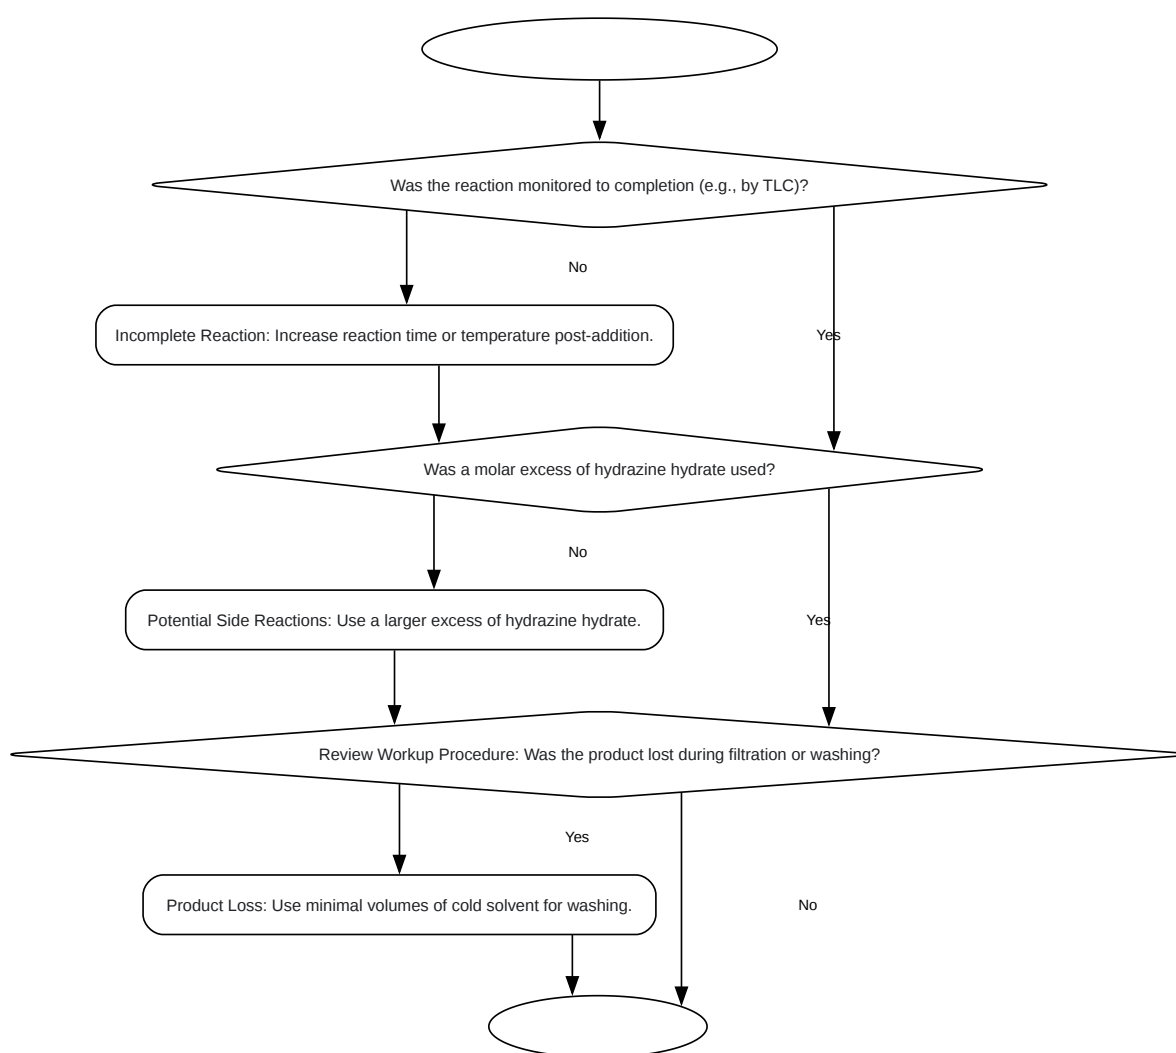 Was the reaction monitored to completion (e.g., by TLC)?
No
Incomplete Reaction: Increase reaction time or temperature post-addition.
Yes
Was a molar excess of hydrazine hydrate used?
No
Potential Side Reactions: Use a larger excess of hydrazine hydrate.
Yes
Review Workup Procedure: Was the product lost during filtration or washing?
Yes
Product Loss: Use minimal volumes of cold solvent for washing.
No